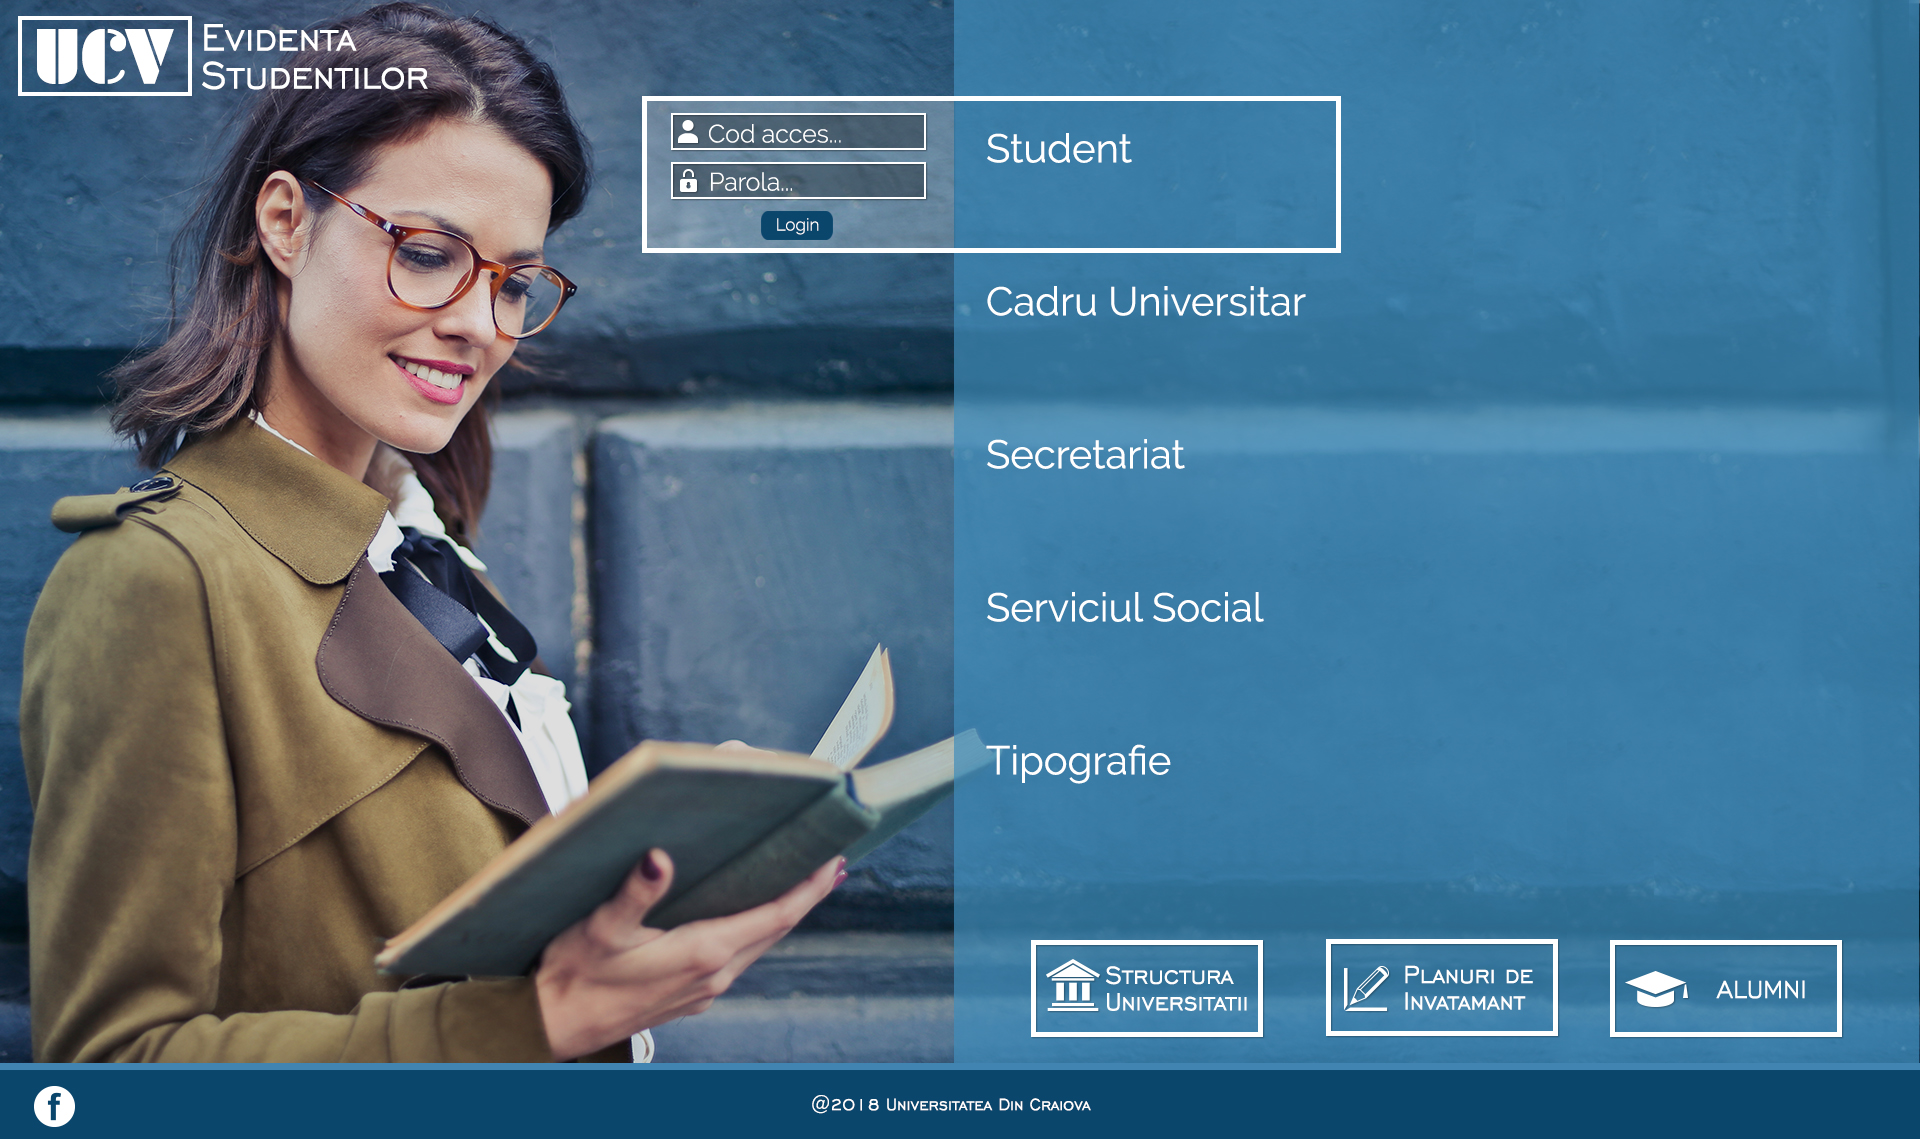 UCV
Evidenta
Studentilor
Cod acces...
Parola...
Login
Student
Cadru Universitar
Secretariat
Serviciul Social
Tipografie
Structura
Universitatii
Planuri de
Invatamant
ALUMNI
f
@2018 Universitatea Din Craiova